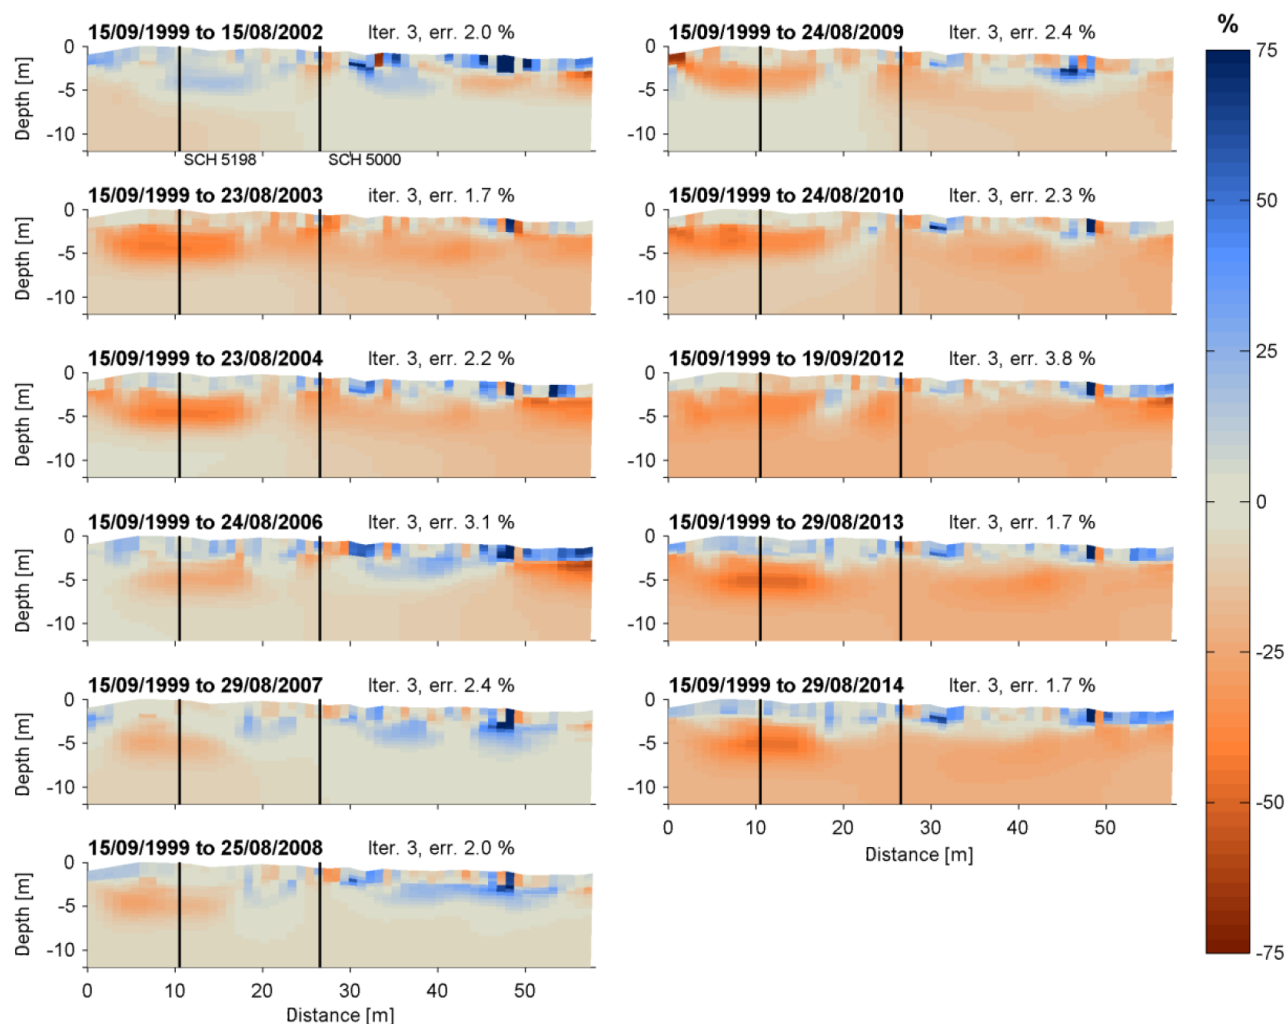 15/09/1999 to 15/08/2002 Iter. 3, err. 2.0 %
0
-5
-10
Depth [m]
SCH 5198 SCH 5000
15/09/1999 to 23/08/2003 iter. 3, err. 1.7 %
0
-5
-10
Depth [m]
15/09/1999 to 23/08/2004 Iter. 3, err. 2.2 %
0
-5
-10
Depth [m]
15/09/1999 to 24/08/2006 Iter. 3, err. 3.1 %
0
-5
-10
Depth [m]
15/09/1999 to 29/08/2007 Iter. 3, err. 2.4 %
0
-5
-10
Depth [m]
15/09/1999 to 25/08/2008 Iter. 3, err. 2.0 %
0
-5
-10
Depth [m]
0 10 20 30 40 50
Distance [m]
15/09/1999 to 24/08/2009 Iter. 3, err. 2.4 %
0
-5
-10
Depth [m]
15/09/1999 to 24/08/2010 Iter. 3, err. 2.3 %
0
-5
-10
Depth [m]
15/09/1999 to 19/09/2012 Iter. 3, err. 3.8 %
0
-5
-10
Depth [m]
15/09/1999 to 29/08/2013 Iter. 3, err. 1.7 %
0
-5
-10
Depth [m]
15/09/1999 to 29/08/2014 Iter. 3, err. 1.7 %
0
-5
-10
Depth [m]
0 10 20 30 40 50
Distance [m]
%
75
50
25
0
-25
-50
-75